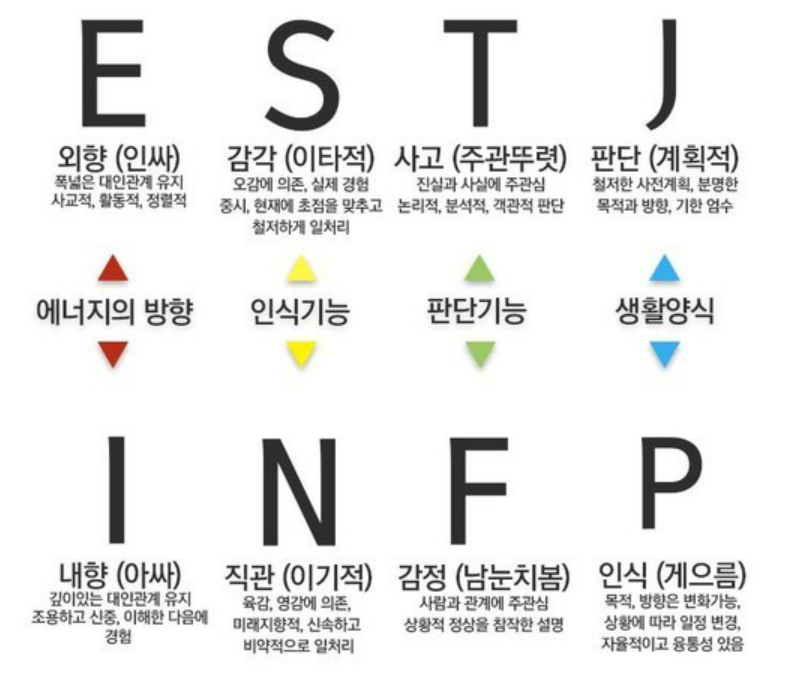 E
외향 (인싸)
폭넓은 대인관계 유지
사교적, 활동적, 정렬적
S
감각 (이타적)
오감에 의존, 실제 경험
중시, 현재에 초점을 맞추고
철저하게 일처리
T
사고 (주관뚜렷)
진실과 사실에 주관심
논리적, 분석적, 객관적 판단
J
판단 (계획적)
철저한 사전계획, 분명한
목적과 방향, 기한 엄수
에너지의 방향
인식기능
판단기능
생활양식
I
내향 (아싸)
깊이있는 대인관계 유지
조용하고 신중, 이해한 다음에
경험
N
직관 (이기적)
육감, 영감에 의존,
미래지향적, 신속하고
비약적으로 일처리
F
감정 (남눈치봄)
사람과 관계에 주관심
상황적 정상을 참작한 설명
P
인식 (게으름)
목적, 방향은 변화가능,
상황에 따라 일정 변경,
자율적이고 융통성 있음